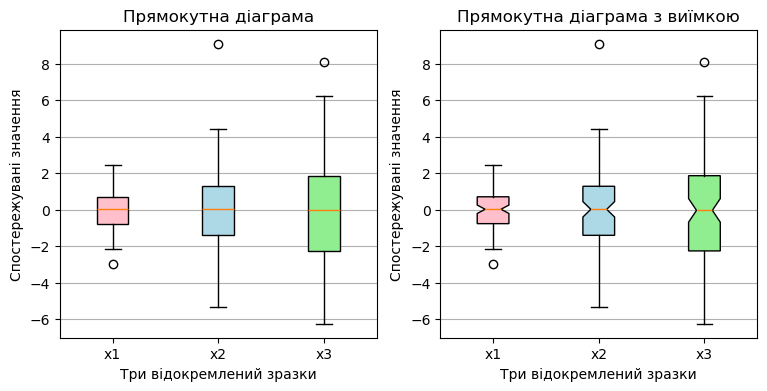 Прямокутна діаграма
Спостережувані значення
8
6
4
2
0
−2
−4
−6
x1 x2 x3
Три відокремлений зразки
Прямокутна діаграма з виїмкою
Спостережувані значення
8
6
4
2
0
−2
−4
−6
x1 x2 x3
Три відокремлений зразки